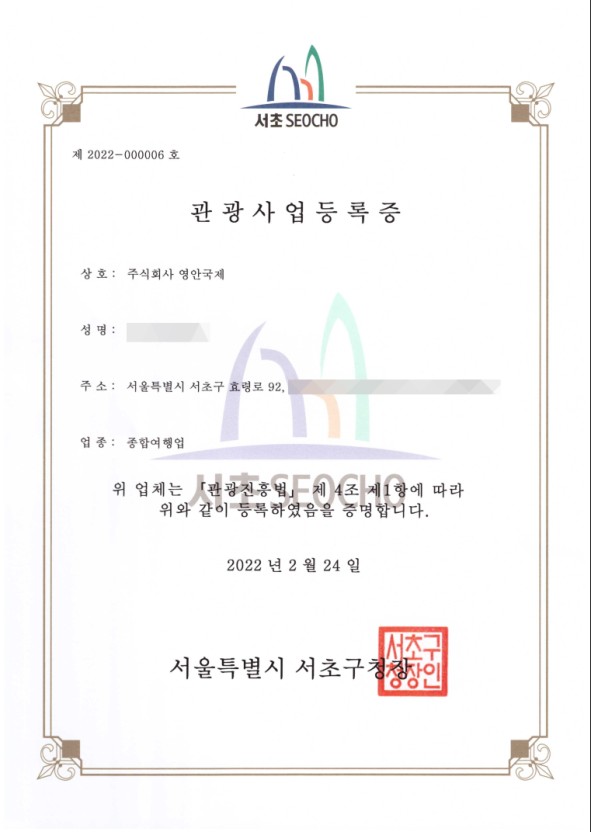 서초 SEOCHO
제 2022-000006 호
관광사업등록증
상 호 : 주식회사 영안국제
성 명 :
주 소 : 서울특별시 서초구 효령로 92,
업 종 : 종합여행업
서초 SEOCHO
위 업체는 「관광진흥법」 제 4조 제1항에 따라
위와 같이 등록하였음을 증명합니다.
2022 년 2 월 24 일
서울특별시 서초구청장
서초구
청장인